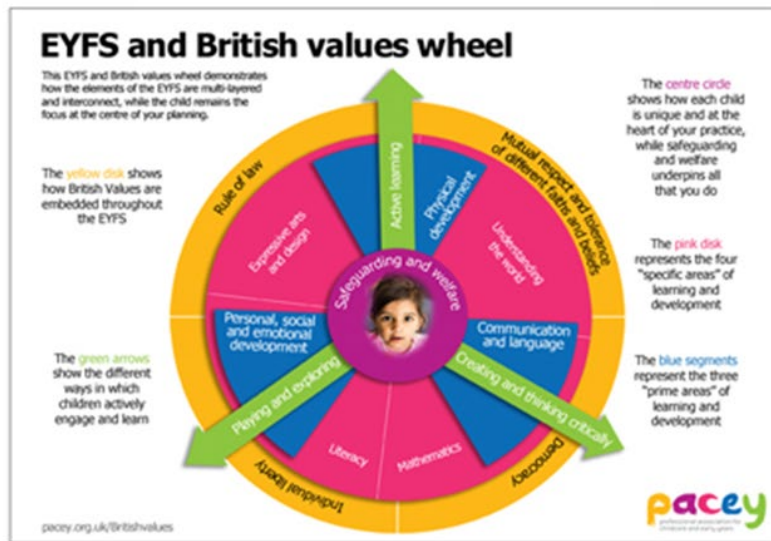 EYFS and British values wheel
This EYFS and British values wheel demonstrates
how the elements of the EYFS are multi-layered
and interconnect, while the child remains the
focus at the centre of your planning.
The yellow disk shows
how British Values are
embedded throughout
the EYFS
The green arrows
show the different
ways in which
children actively
engage and learn
Rule of law
Mutual respect and tolerance
of different faiths and beliefs
Active learning
Physical
development
Expressive arts
and design
Understanding
the world
Safeguarding and welfare
Personal, social
and emotional
development
Communication
and language
Playing and exploring
Creating and thinking critically
Literacy
Mathematics
Individual liberty
Democracy
The centre circle
shows how each child
is unique and at the
heart of your practice,
while safeguarding
and welfare
underpins all
that you do
The pink disk
represents the four
"specific areas" of
learning and
development
The blue segments
represent the three
"prime areas" of
learning and
development
pacey.org.uk/Britishvalues
pacey
professional association for
childcare and early years